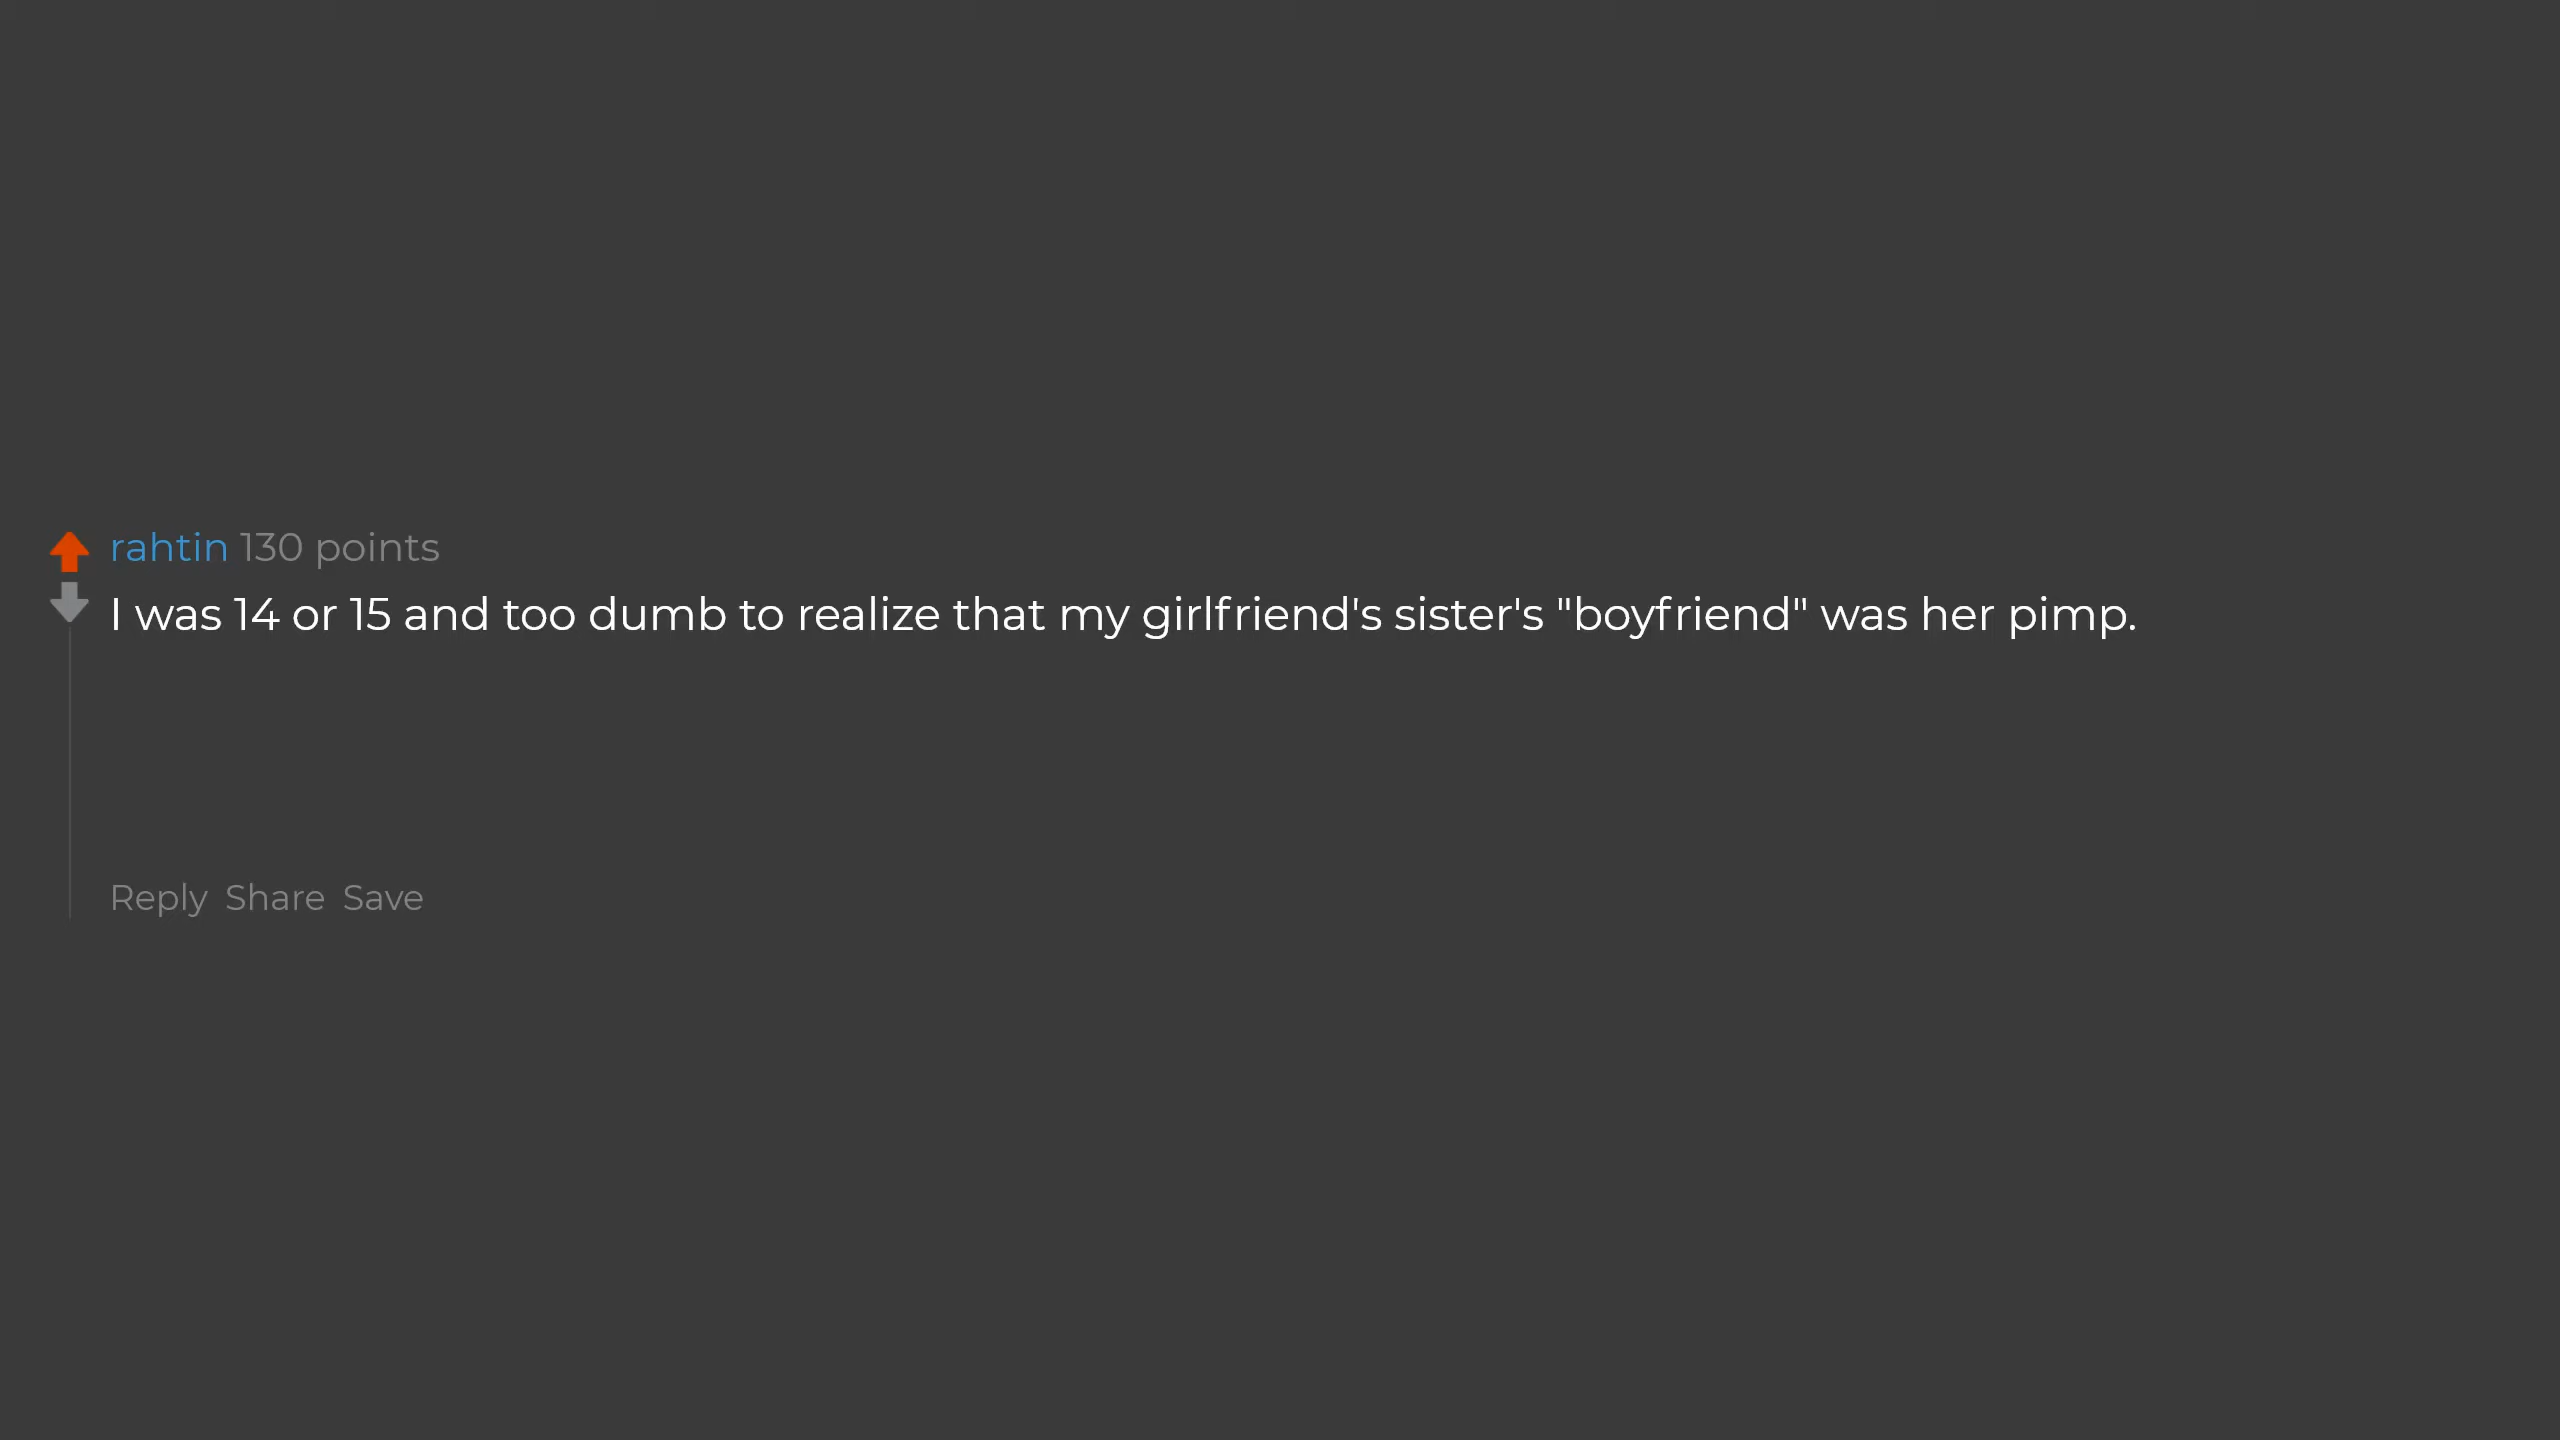 rahtin 130 points
I was 14 or 15 and too dumb to realize that my girlfriend's sister's "boyfriend" was her pimp.
Reply Share Save